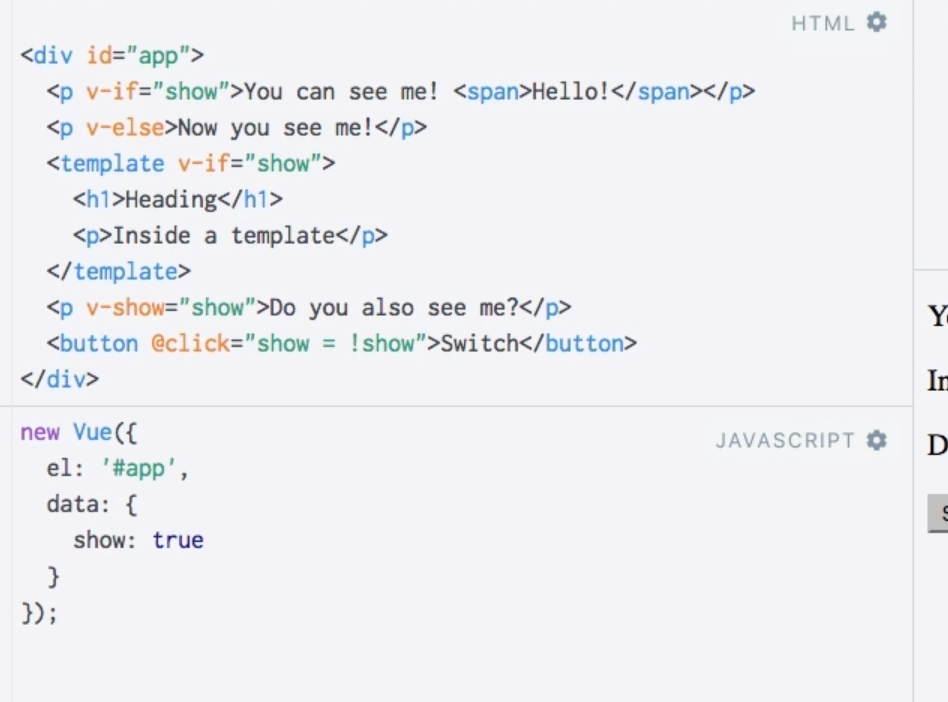 HTML
<div id="app">
  <p v-if="show">You can see me! <span>Hello!</span></p>
  <p v-else>Now you see me!</p>
  <template v-if="show">
    <h1>Heading</h1>
    <p>Inside a template</p>
  </template>
  <p v-show="show">Do you also see me?</p>
  <button @click="show = !show">Switch</button>
</div>
JAVASCRIPT
new Vue({
  el: '#app',
  data: {
    show: true
  }
});